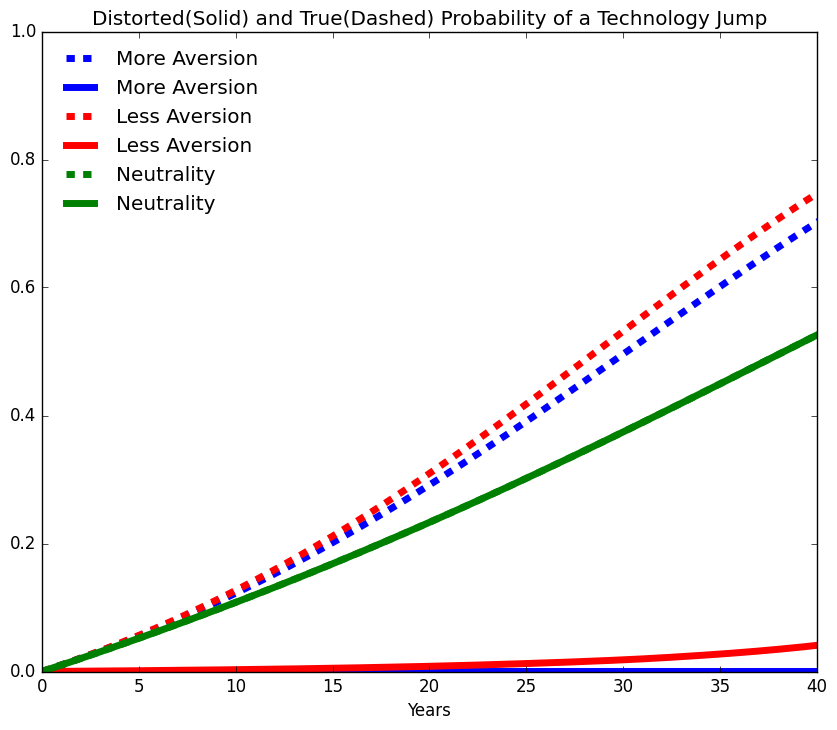 Distorted(Solid) and True(Dashed) Probability of a Technology Jump
1.0
More Aversion
More Aversion
Less Aversion
0.8
Less Aversion
Neutrality
Neutrality
0.6
0.4
0.2
0.0
0 5 10 15 20 25 30 35 40
Years